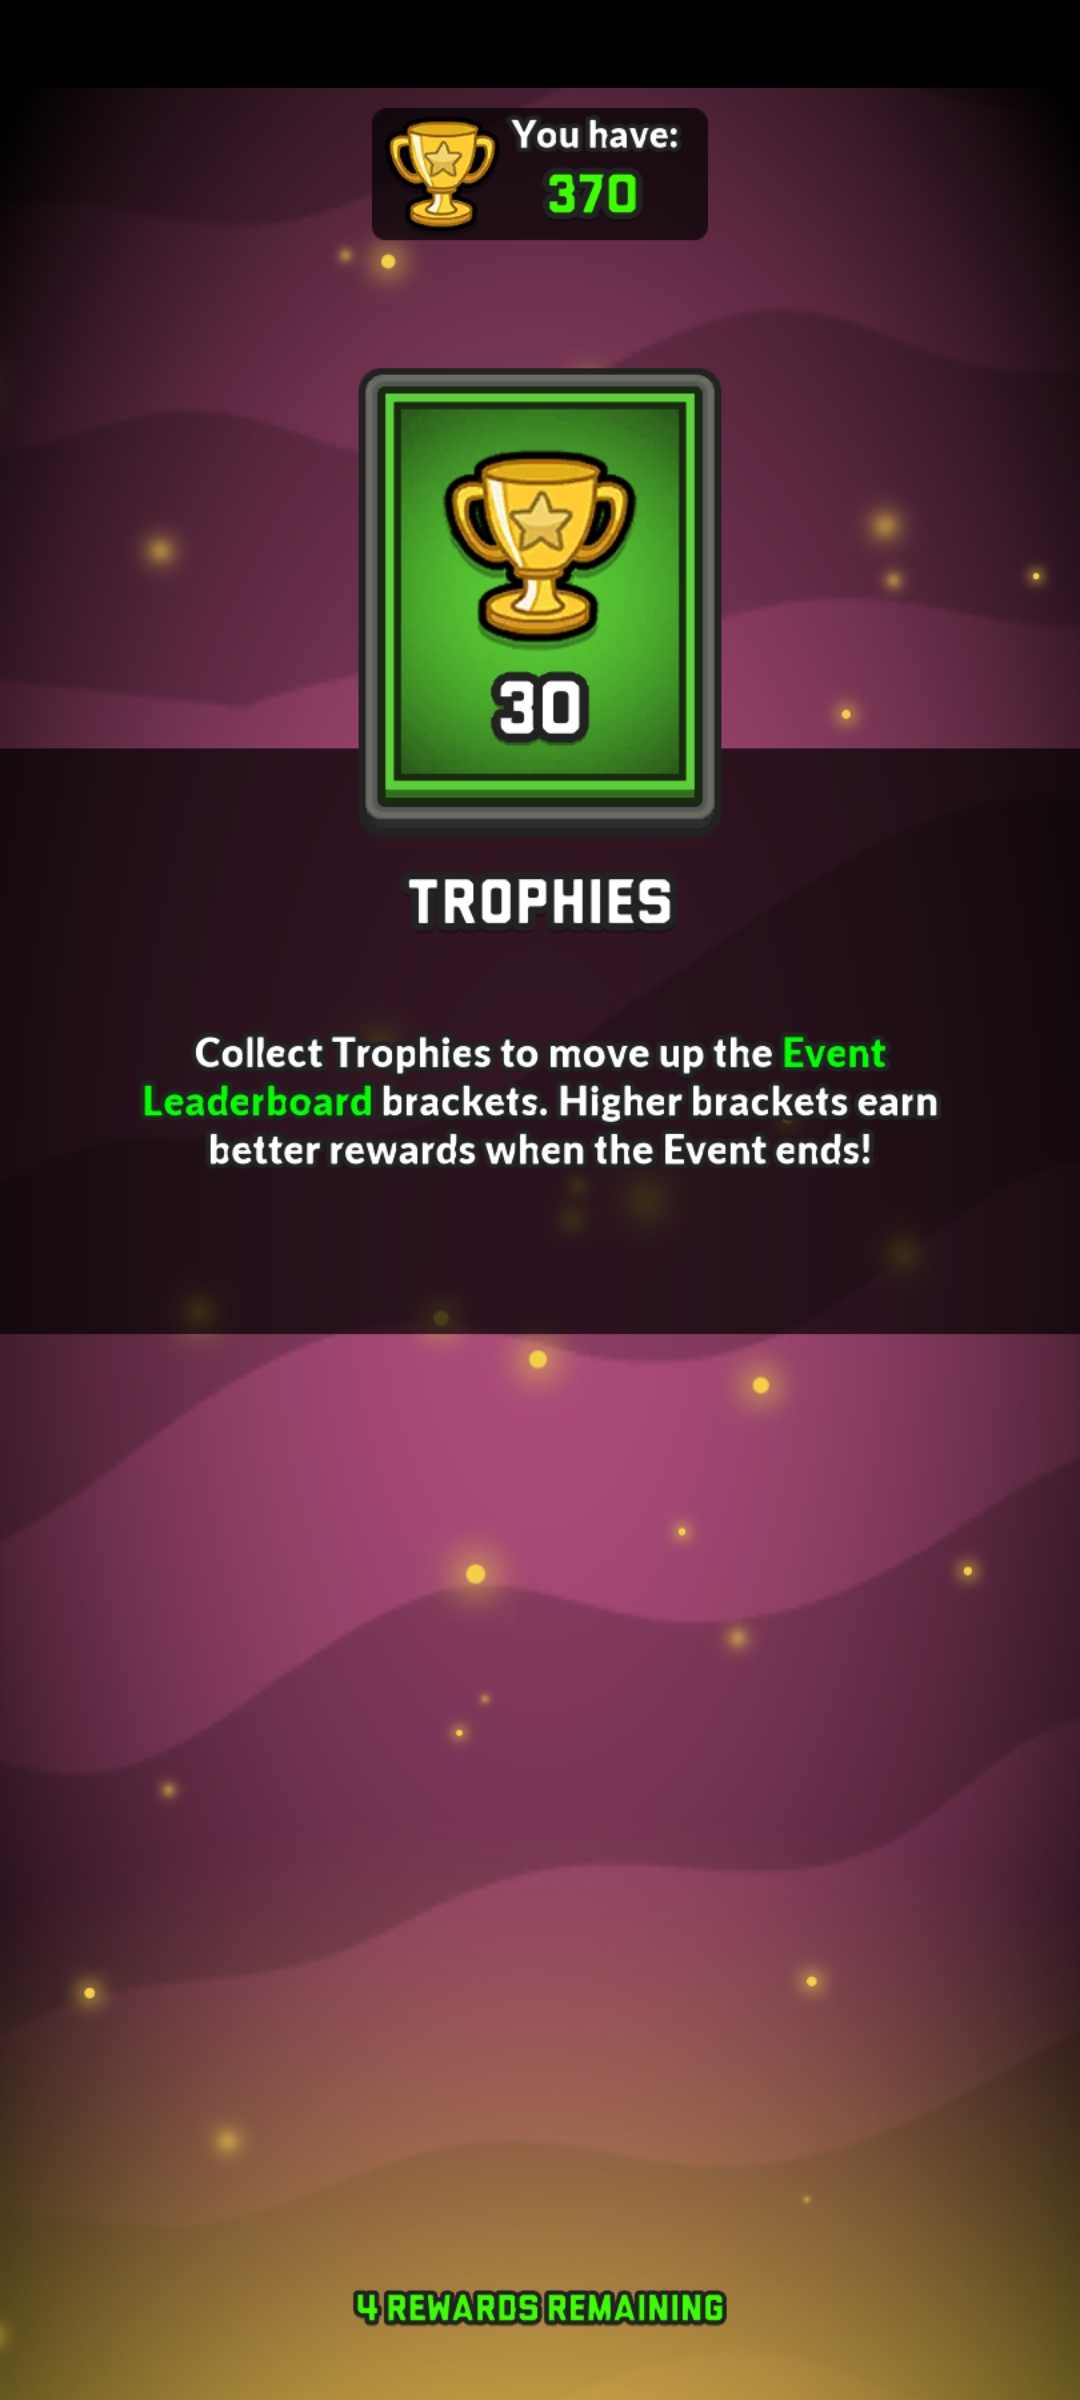 You have:
370
30
TROPHIES
Collect Trophies to move up the Event
Leaderboard brackets. Higher brackets earn
better rewards when the Event ends!
4 REWARDS REMAINING